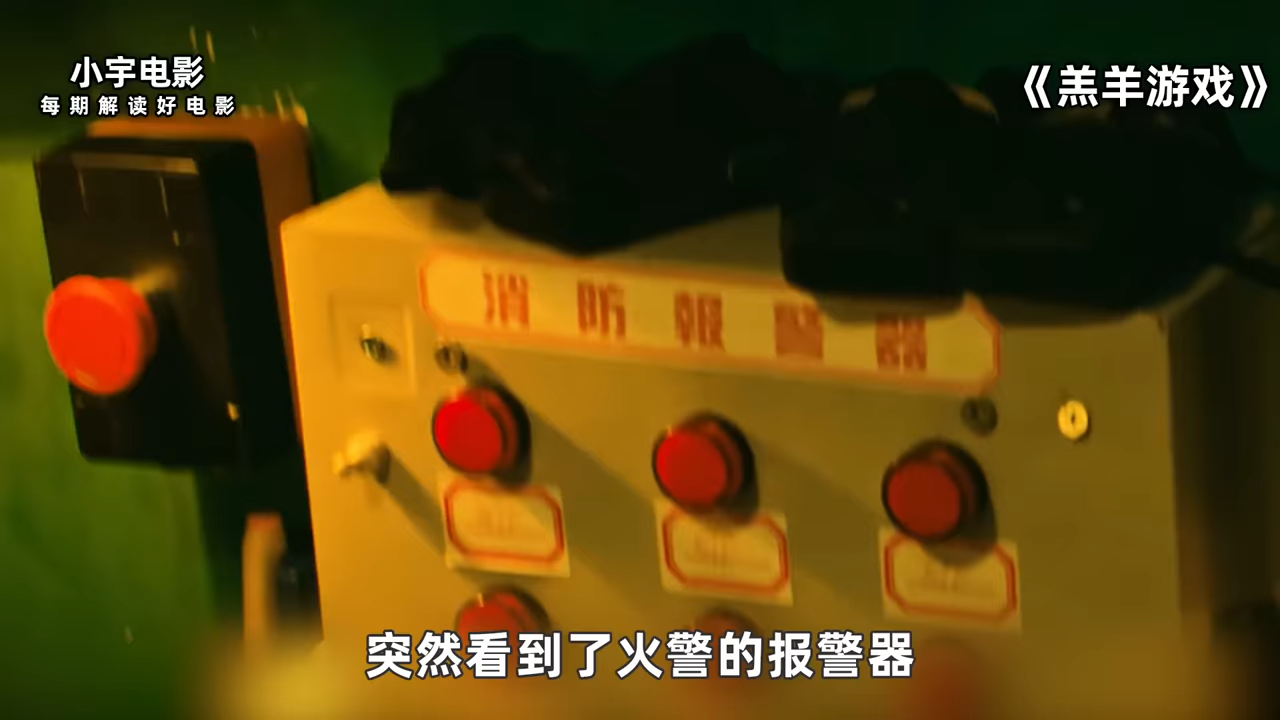 小宇电影
每期解读好电影
《羔羊游戏》
消防报警器
突然看到了火警的报警器